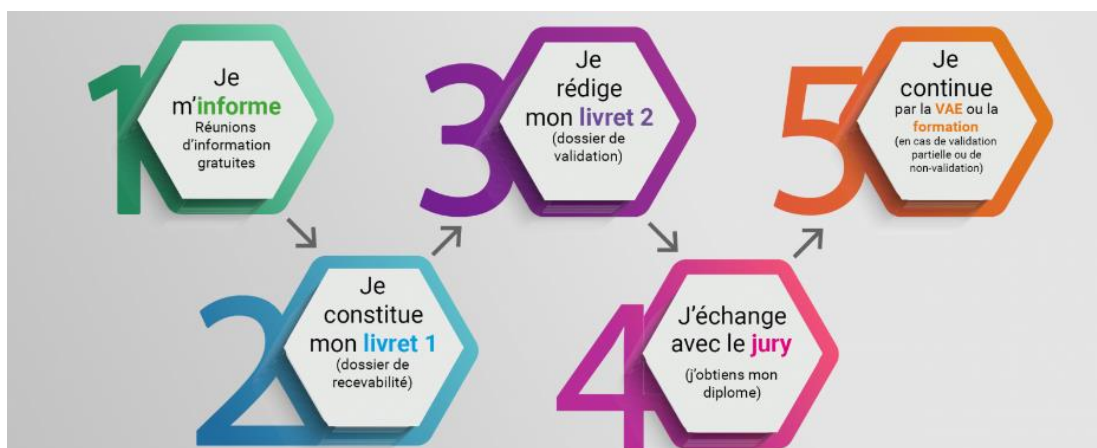 1
Je
m'informe
Réunions
d'information
gratuites
2
Je
constitue
mon livret 1
(dossier de
recevabilité)
3
Je
rédige
mon livret 2
(dossier de
validation)
4
J'échange
avec le jury
(j'obtiens mon
diplome)
5
Je
continue
par la VAE ou la
formation
(en cas de validation
partielle ou de
non-validation)